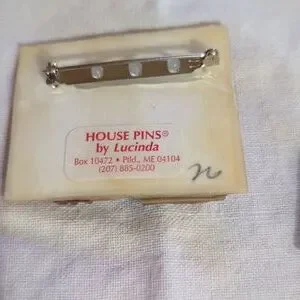 HOUSE PINS®
by Lucinda
Box 10472 • Ptld., ME 04104
(207) 885-0200